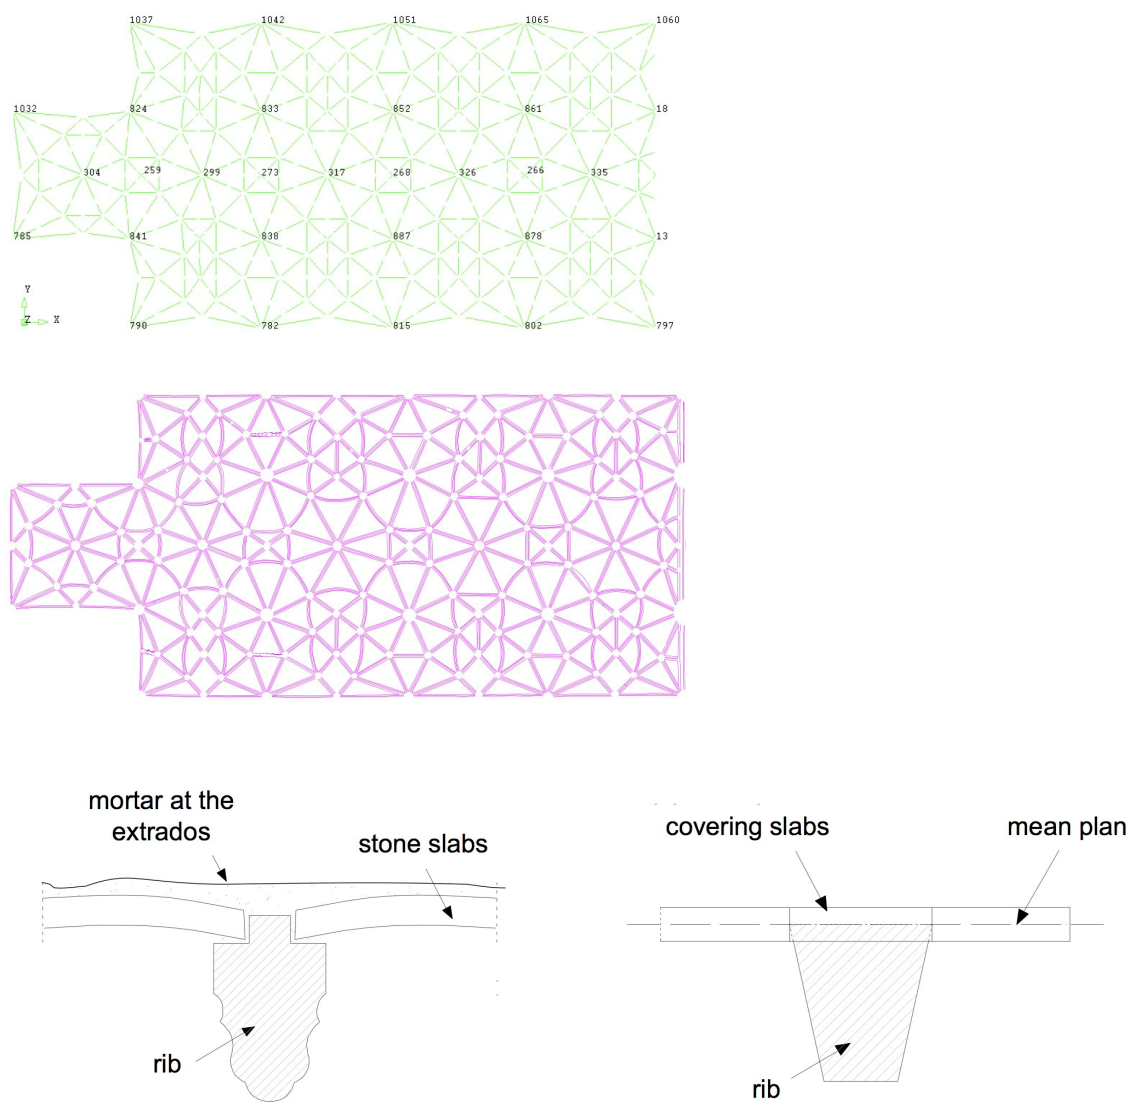 1037 1042 1051 1065 1060
1032 824 833 852 861 18
304 259 299 273 317 268 326 266 335
785 841 838 887 878 13
Y
Z X
790 782 815 802 797
mortar at the
extrados
stone slabs
rib
covering slabs mean plan
rib